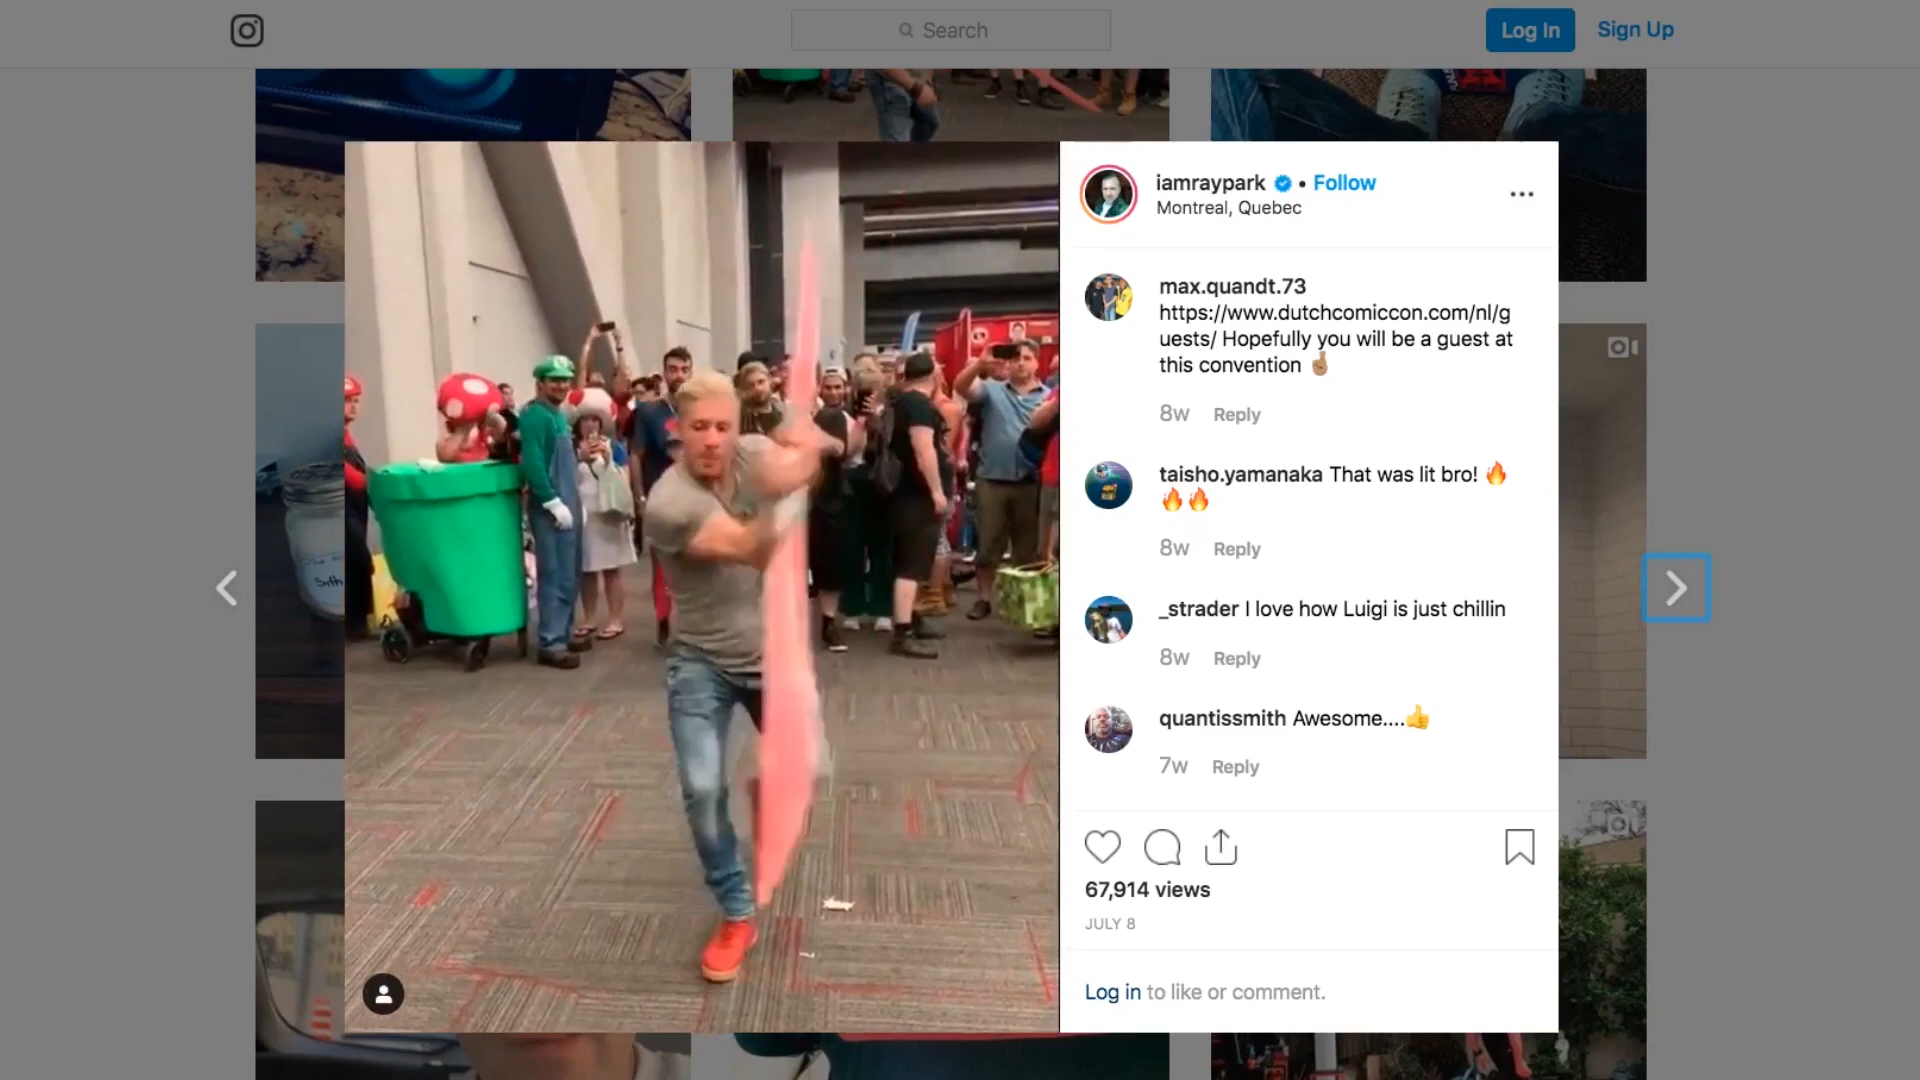 Search
Log In
Sign Up
iamraypark • Follow
Montreal, Quebec
max.quandt.73
https://www.dutchcomiccon.com/nl/g
uests/ Hopefully you will be a guest at
this convention 🤞🏽
8w Reply
taisho.yamanaka That was lit bro! 🔥
🔥🔥
8w Reply
_strader I love how Luigi is just chillin
8w Reply
quantissmith Awesome....👍
7w Reply
67,914 views
JULY 8
Log in to like or comment.